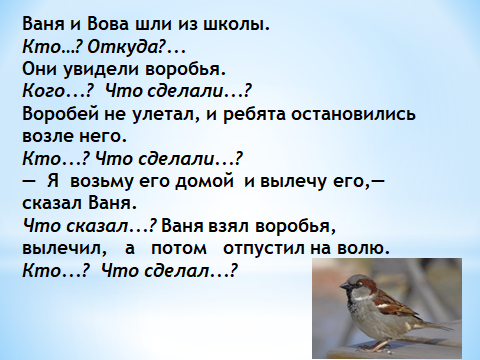 Ваня и Вова шли из школы.
Кто...? Откуда?...
Они увидели воробья.
Кого...?  Что сделали...?
Воробей не улетал, и ребята остановились
возле него.
Кто...? Что сделали...?
—  Я  возьму его домой  и вылечу его,—
сказал Ваня.
Что сказал...? Ваня взял воробья,
вылечил,   а   потом   отпустил на волю.
Кто...?  Что сделал...?